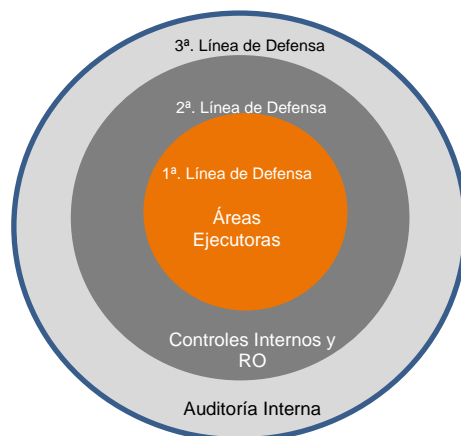 3ª. Línea de Defensa
2ª. Línea de Defensa
1ª. Línea de Defensa
Áreas
Ejecutoras
Controles Internos y
RO
Auditoría Interna